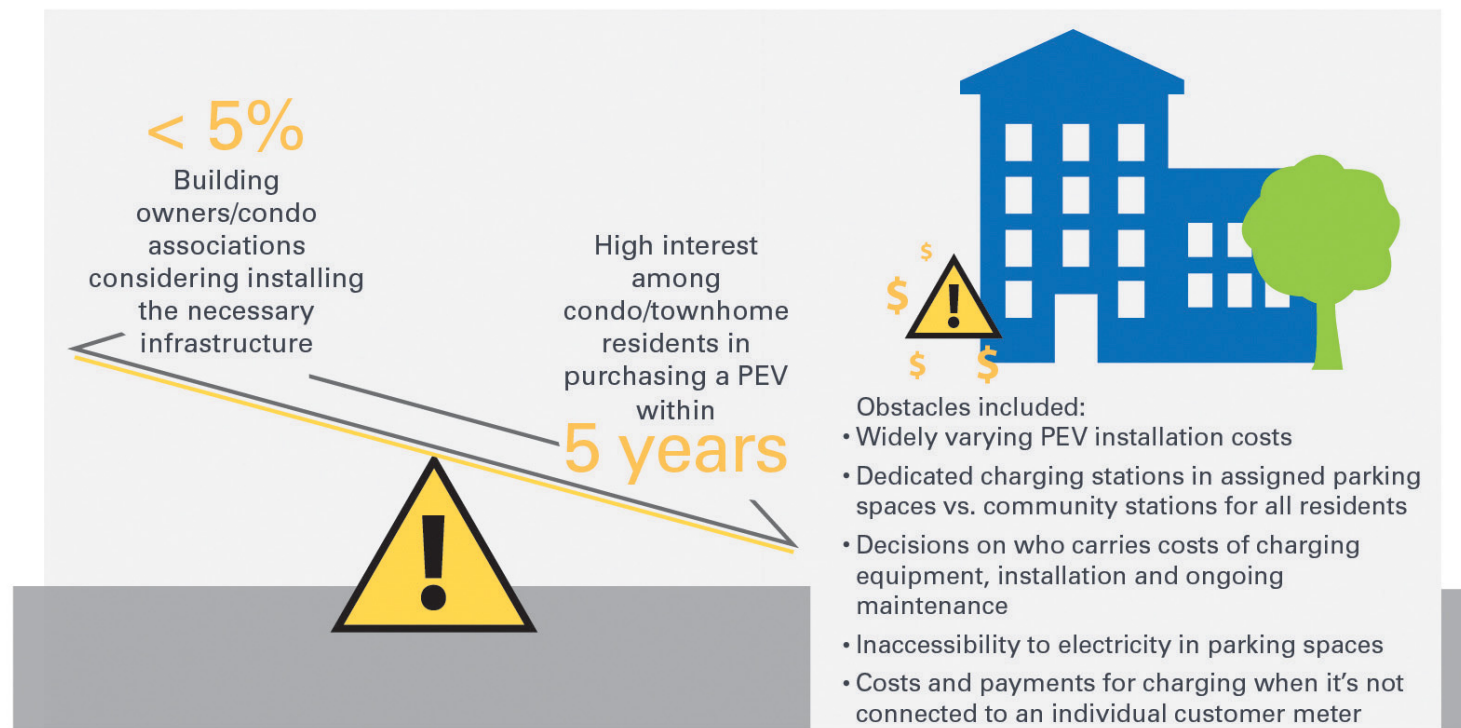 < 5%
Building
owners/condo
associations
considering installing
the necessary
infrastructure
High interest
among
condo/townhome
residents in
purchasing a PEV
within
5 years
$
$
!
$
$
!
Obstacles included:
• Widely varying PEV installation costs
• Dedicated charging stations in assigned parking
spaces vs. community stations for all residents
• Decisions on who carries costs of charging
equipment, installation and ongoing
maintenance
• Inaccessibility to electricity in parking spaces
• Costs and payments for charging when it’s not
connected to an individual customer meter